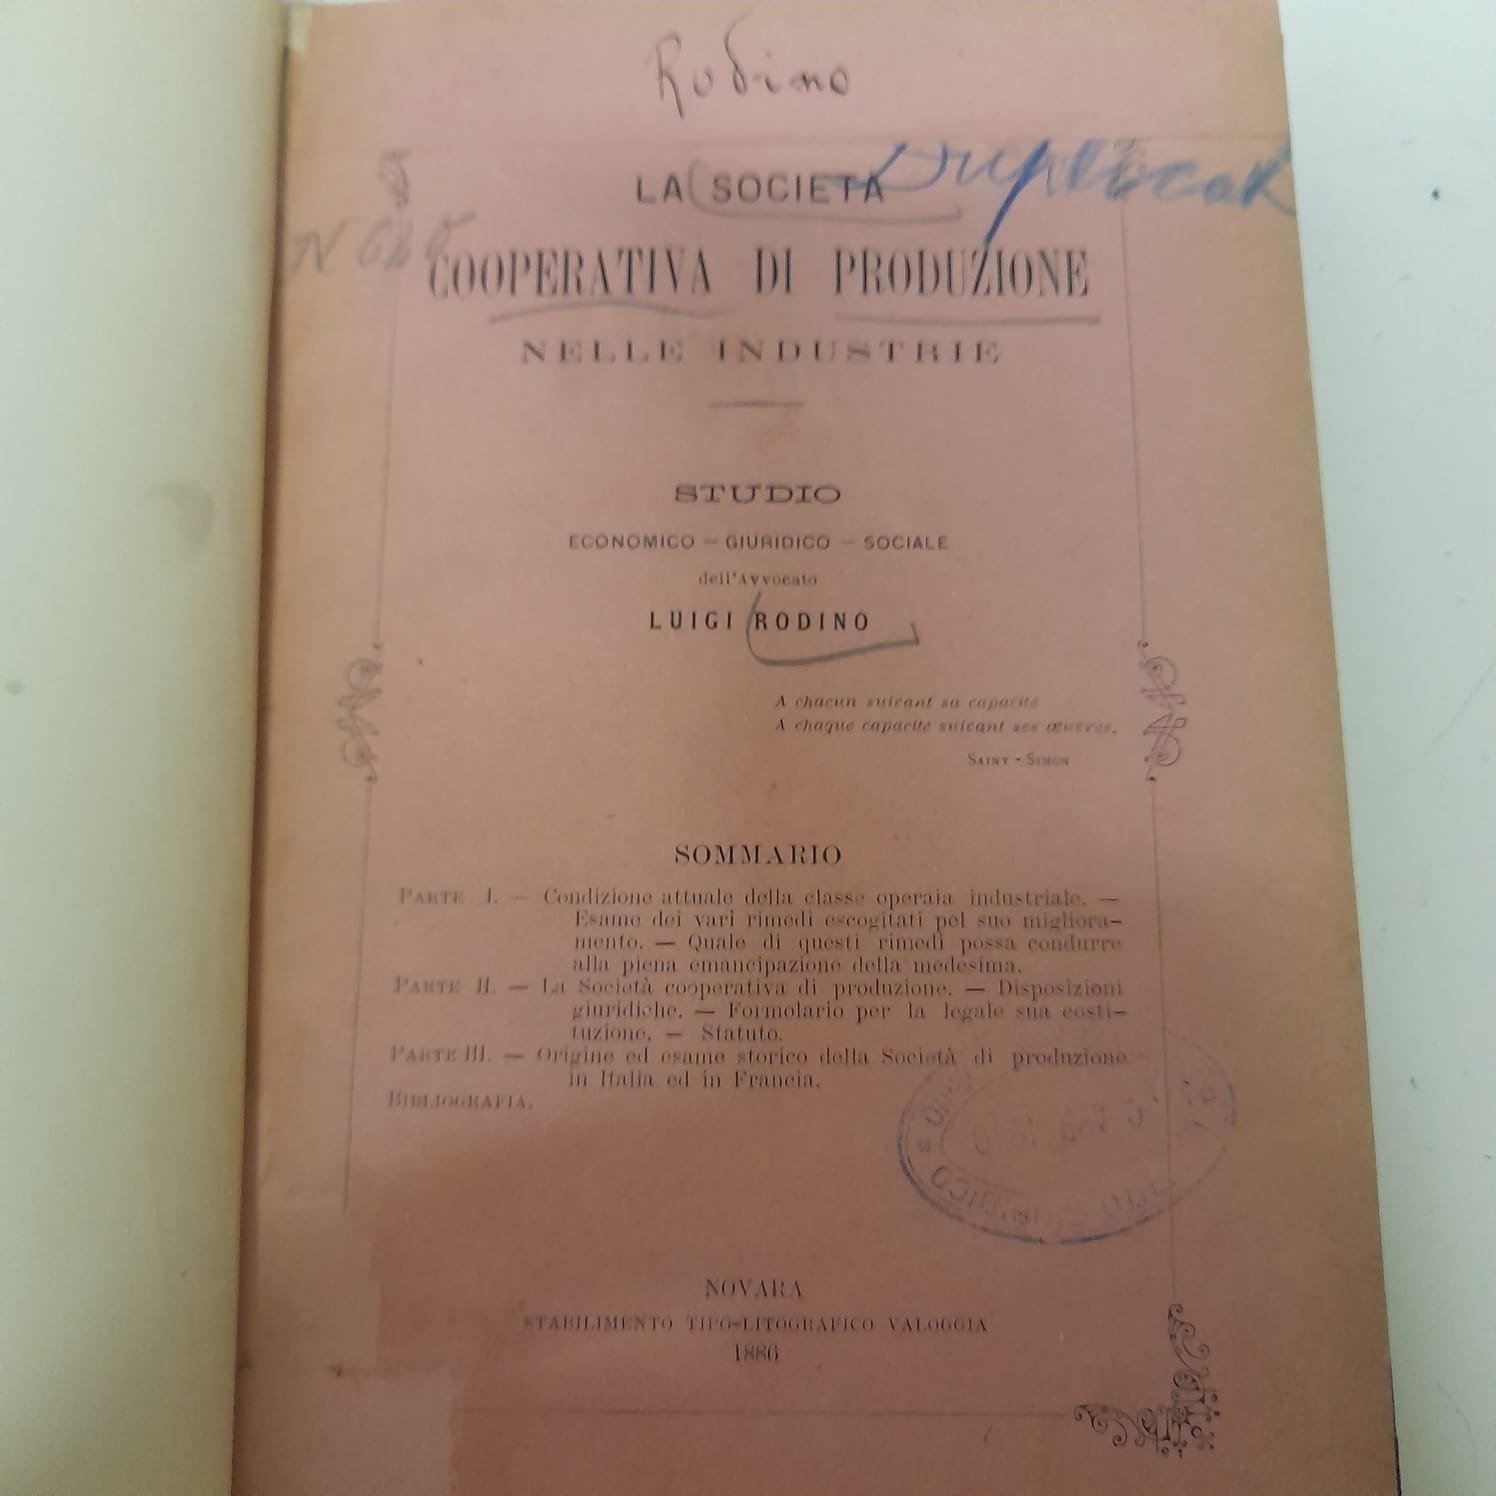 Rodino
LA SOCIETÀ
COOPERATIVA DI PRODUZIONE
NELLE INDUSTRIE
STUDIO
ECONOMICO - GIURIDICO - SOCIALE
dell'Avvocato
LUIGI RODINO
A chacun suivant sa capacité
A chaque capacité suivant ses œuvres.
SAINT - SIMON
SOMMARIO
PARTE I. — Condizione attuale della classe operaia industriale. —
Esame dei varî rimedi escogitati pel suo migliora-
mento. — Quale di questi rimedî possa condurre
alla piena emancipazione della medesima.
PARTE II. — La Società cooperativa di produzione. — Disposizioni
giuridiche. — Formolario per la legale sua costi-
tuzione. — Statuto.
PARTE III. — Origine ed esame storico della Società di produzione
in Italia ed in Francia.
BIBLIOGRAFIA.
NOVARA
STABILIMENTO TIPO-LITOGRAFICO VALOGGIA
1886